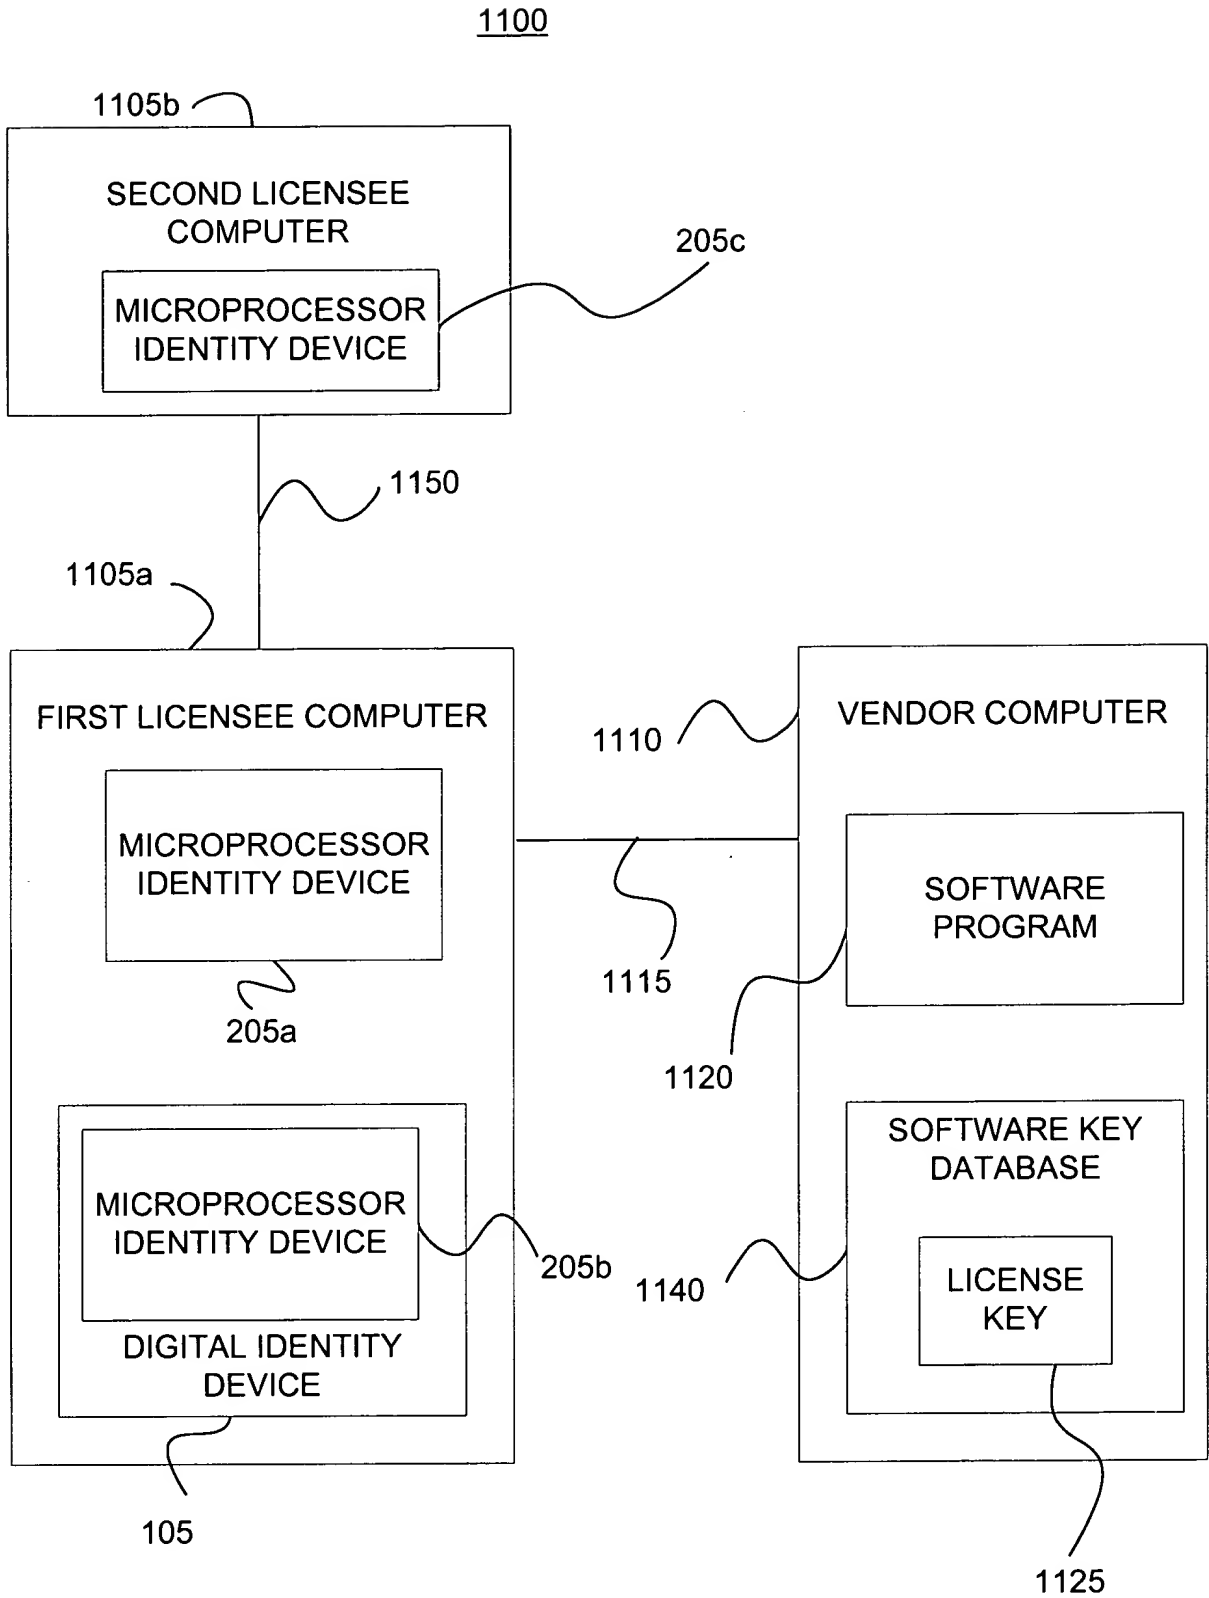 1100
1105b
SECOND LICENSEE
COMPUTER
205c
MICROPROCESSOR
IDENTITY DEVICE
1150
1105a
FIRST LICENSEE COMPUTER
MICROPROCESSOR
IDENTITY DEVICE
205a
MICROPROCESSOR
IDENTITY DEVICE
205b
DIGITAL IDENTITY
DEVICE
105
1110
VENDOR COMPUTER
1115
SOFTWARE
PROGRAM
1120
SOFTWARE KEY
DATABASE
1140
LICENSE
KEY
1125